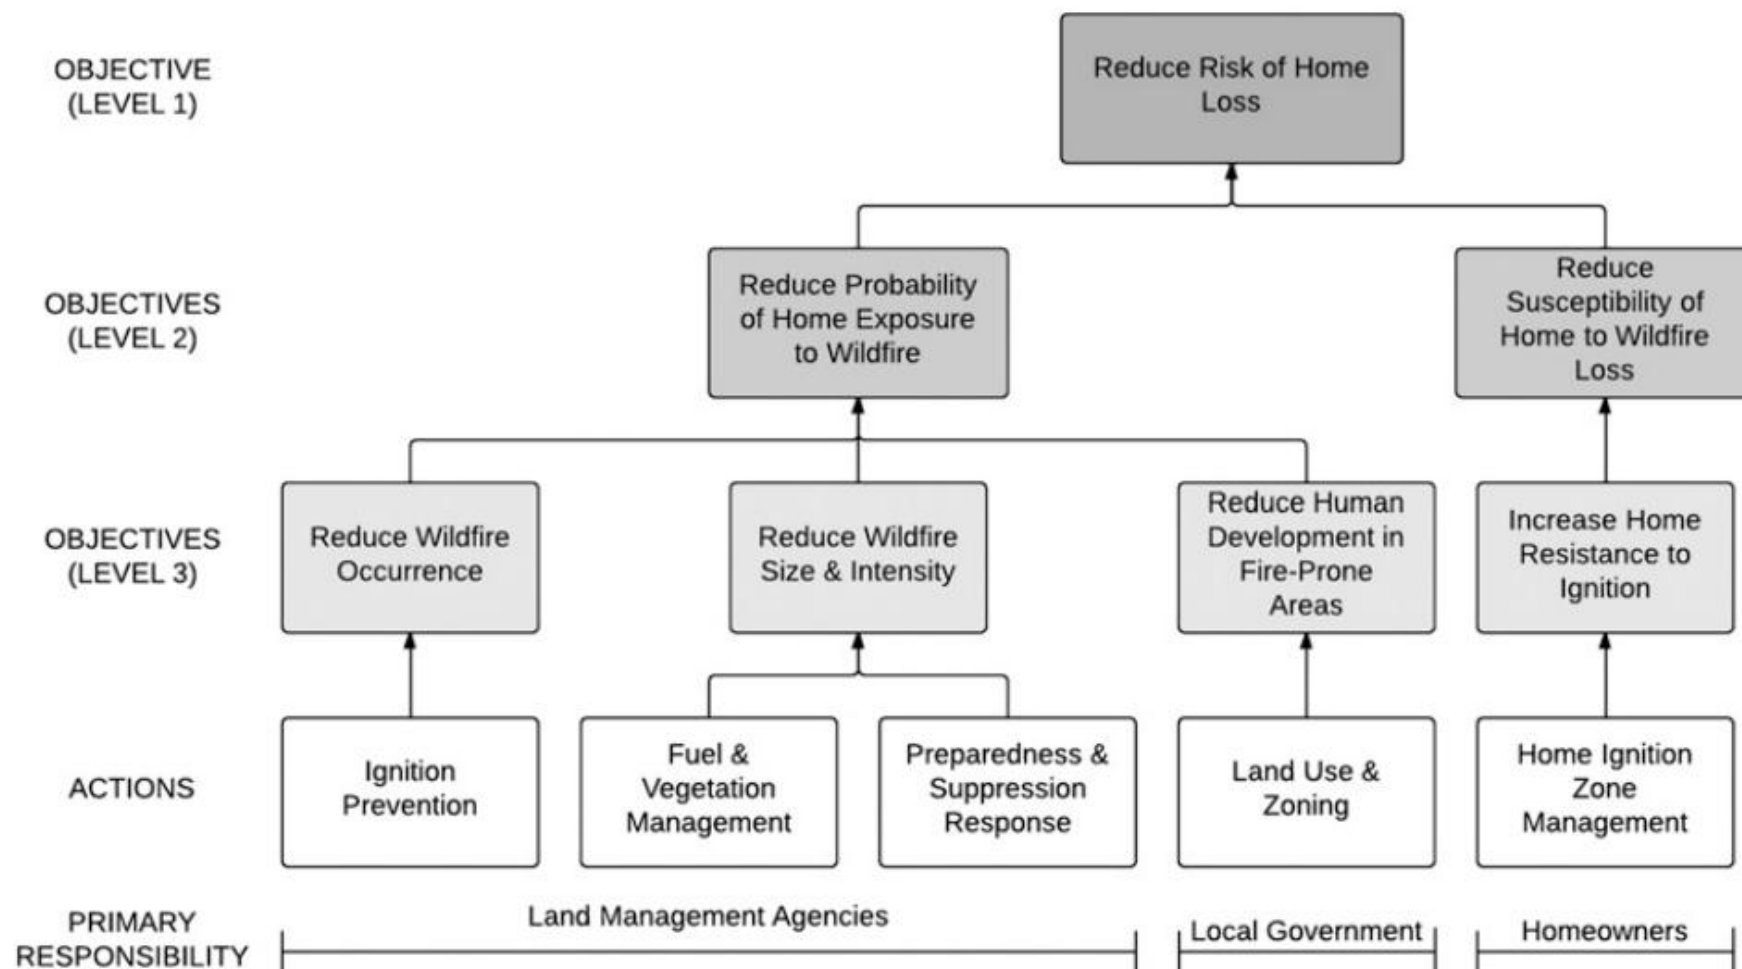 OBJECTIVE
(LEVEL 1)
Reduce Risk of Home
Loss
OBJECTIVES
(LEVEL 2)
Reduce Probability
of Home Exposure
to Wildfire
Reduce
Susceptibility of
Home to Wildfire
Loss
OBJECTIVES
(LEVEL 3)
Reduce Wildfire
Occurrence
Reduce Wildfire
Size & Intensity
Reduce Human
Development in
Fire-Prone
Areas
Increase Home
Resistance to
Ignition
ACTIONS
Ignition
Prevention
Fuel &
Vegetation
Management
Preparedness &
Suppression
Response
Land Use &
Zoning
Home Ignition
Zone
Management
PRIMARY
RESPONSIBILITY
Land Management Agencies
Local Government
Homeowners